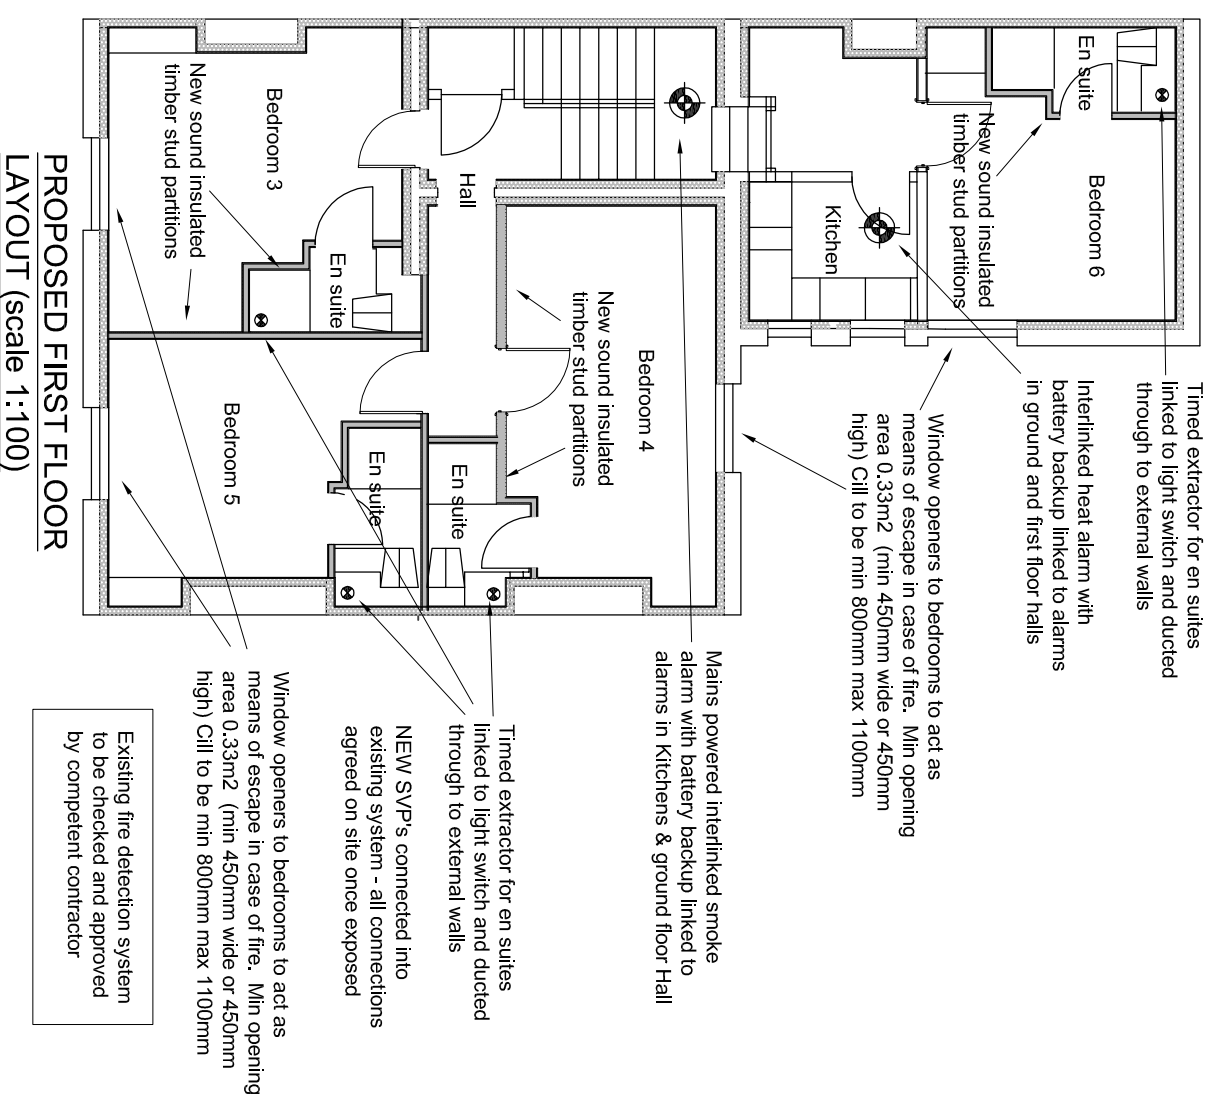 En suite
New sound insulated
timber stud partitions
Bedroom 6
Kitchen
Timed extractor for en suites
linked to light switch and ducted
through to external walls
Interlinked heat alarm with
battery backup linked to alarms
in ground and first floor halls
Window openers to bedrooms to act as
means of escape in case of fire. Min opening
area 0.33m2 (min 450mm wide or 450mm
high) Cill to be min 800mm max 1100mm
Hall
Bedroom 4
New sound insulated
timber stud partitions
En suite
Mains powered interlinked smoke
alarm with battery backup linked to
alarms in Kitchens & ground floor Hall
Timed extractor for en suites
linked to light switch and ducted
through to external walls
NEW SVP's connected into
existing system - all connections
agreed on site once exposed
Bedroom 3
New sound insulated
timber stud partitions
En suite
En suite
Bedroom 5
Window openers to bedrooms to act as
means of escape in case of fire. Min opening
area 0.33m2 (min 450mm wide or 450mm
high) Cill to be min 800mm max 1100mm
Existing fire detection system
to be checked and approved
by competent contractor
PROPOSED FIRST FLOOR
LAYOUT (scale 1:100)